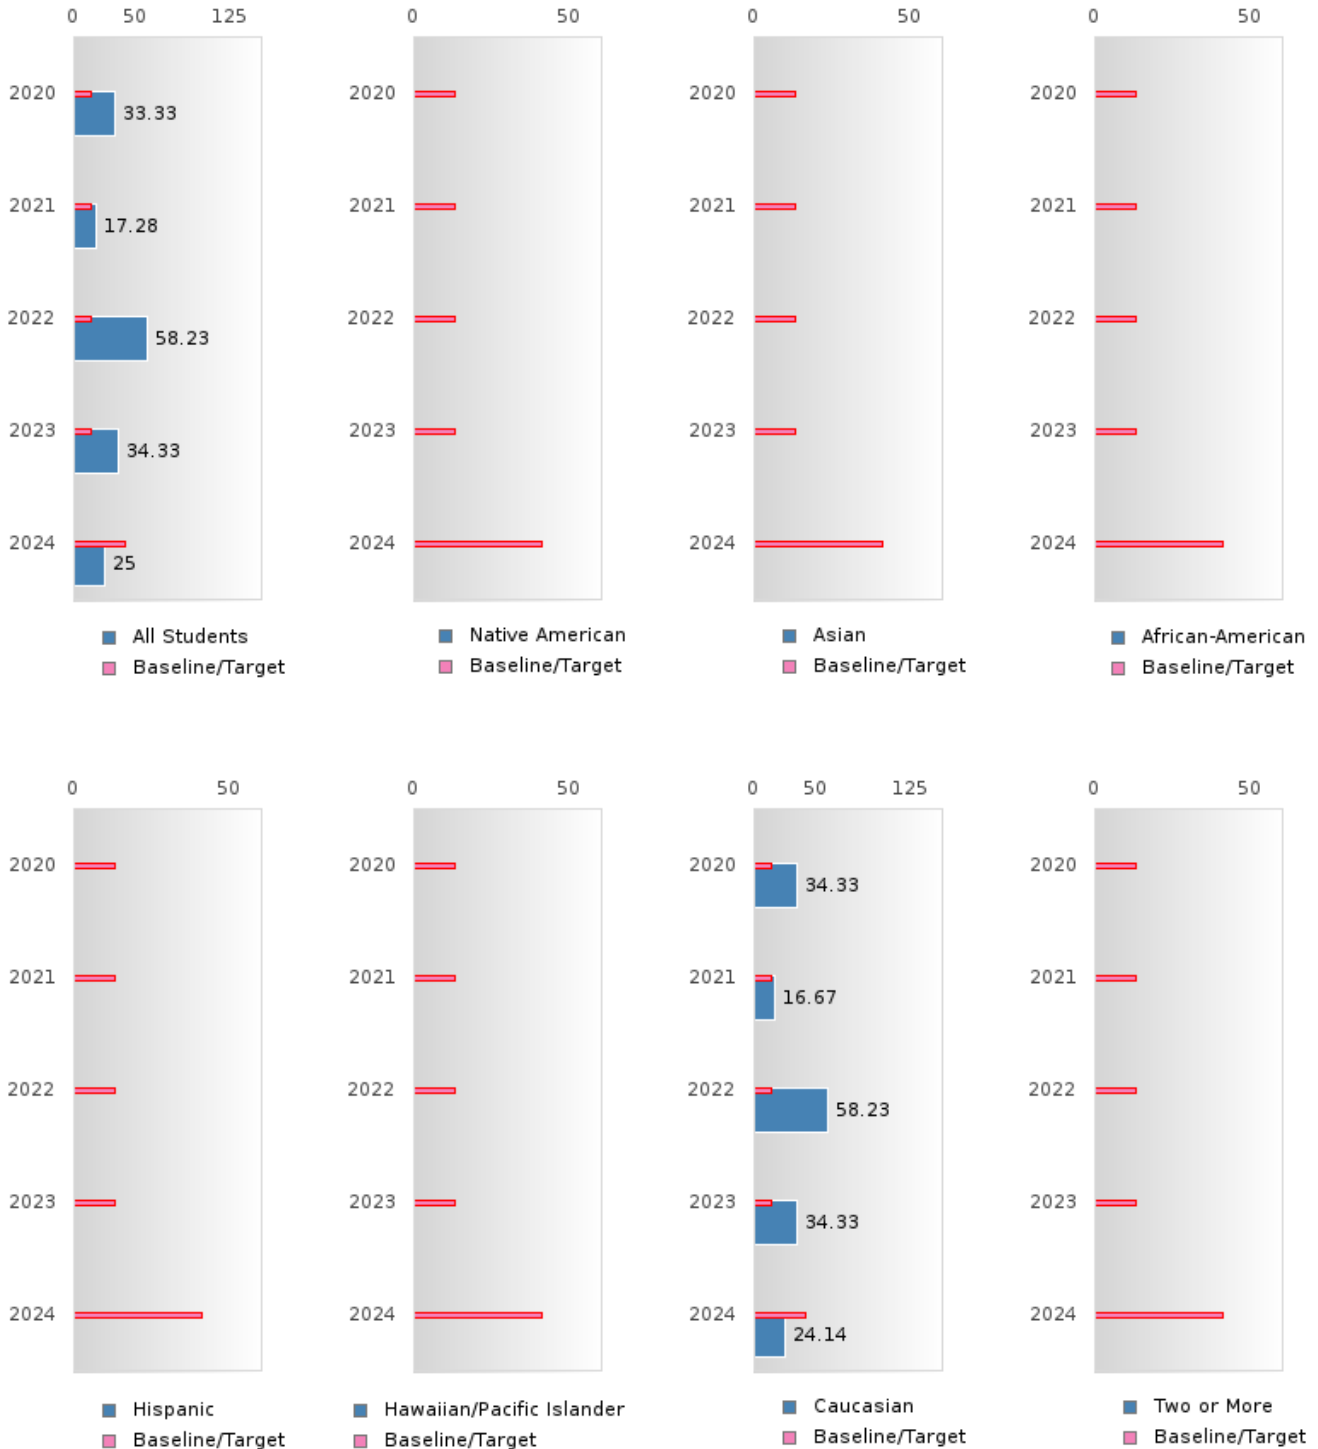 0 50 125 0 50 0 50 0 50
2020 33.33 2020 2020 2020
2021 17.28 2021 2021 2021
2022 58.23 2022 2022 2022
2023 34.33 2023 2023 2023
2024 25 2024 2024 2024
All Students Native American Asian African-American
Baseline/Target Baseline/Target Baseline/Target Baseline/Target
0 50 0 50 0 50 125 0 50
2020 2020 2020 34.33 2020
2021 2021 2021 16.67 2021
2022 2022 2022 58.23 2022
2023 2023 2023 34.33 2023
2024 2024 2024 24.14 2024
Hispanic Hawaiian/Pacific Islander Caucasian Two or More
Baseline/Target Baseline/Target Baseline/Target Baseline/Target